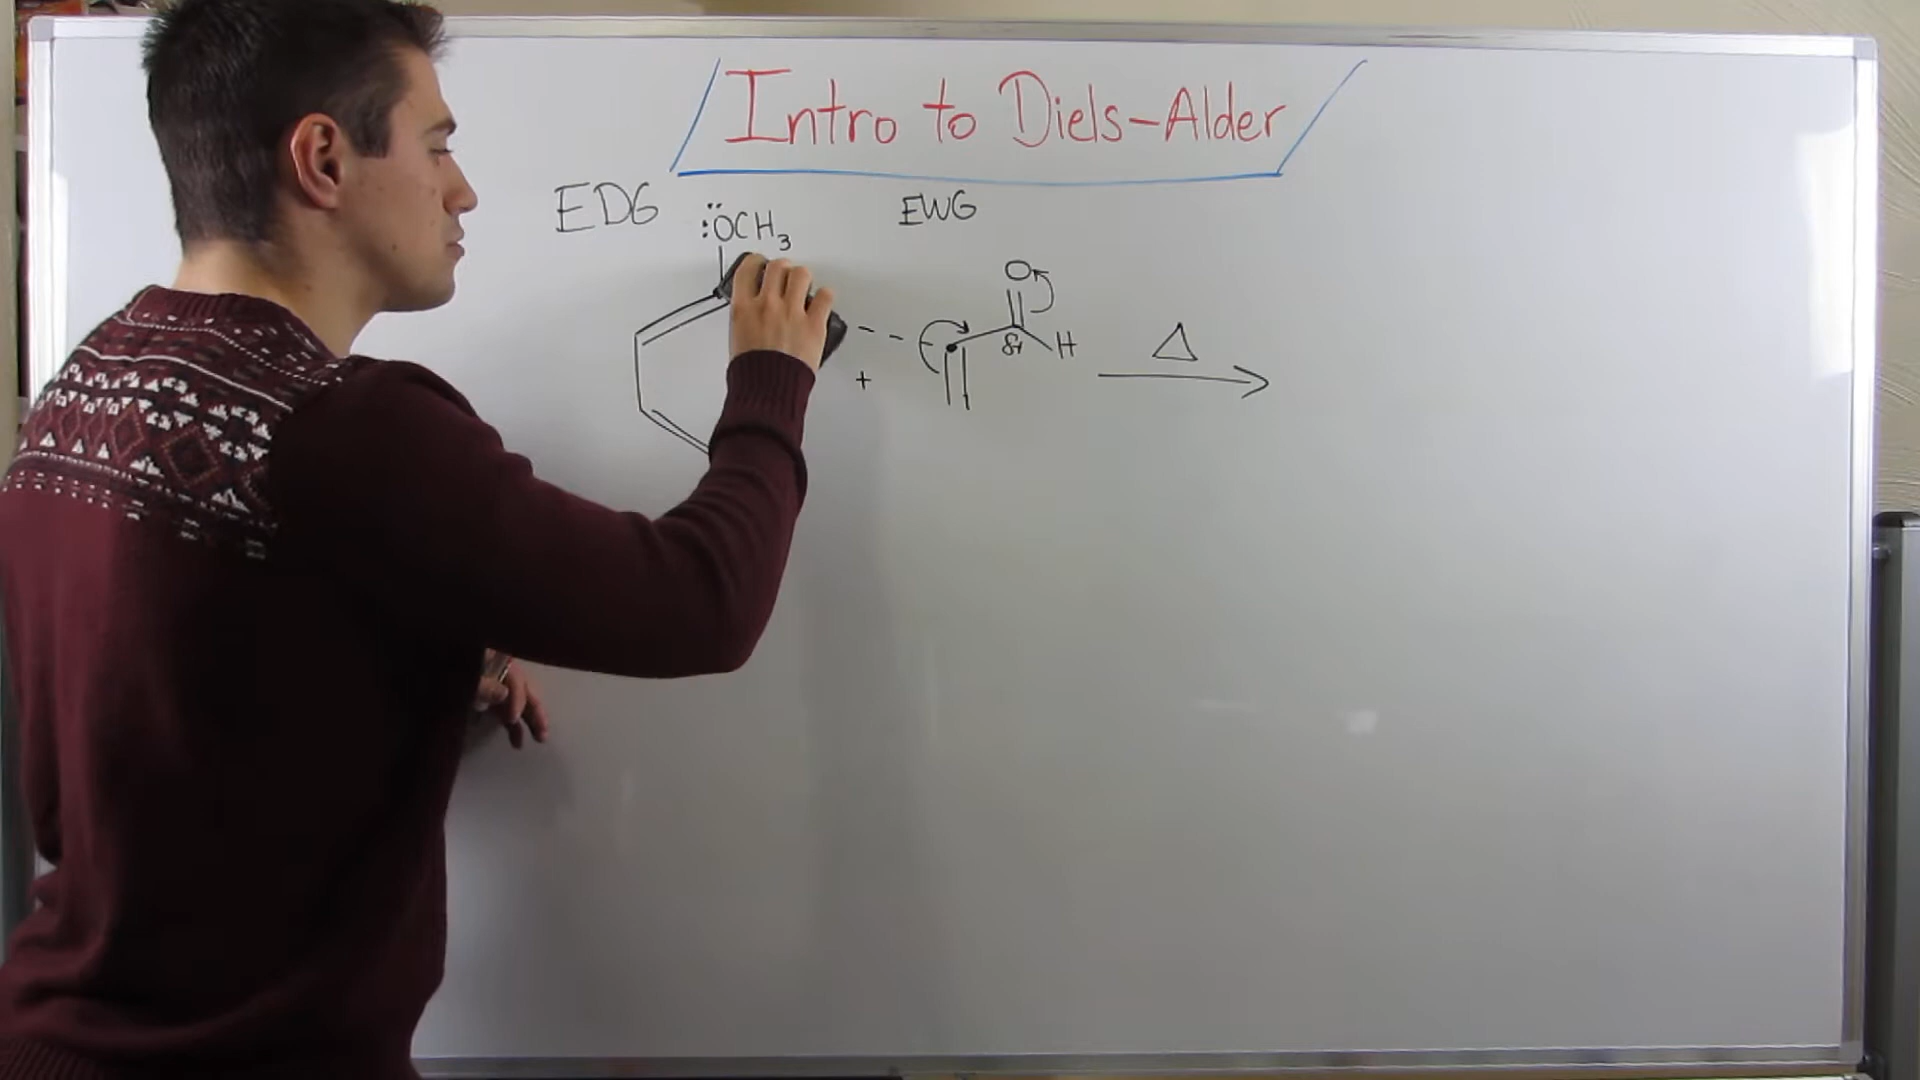 Intro to Diels-Alder
EDG
EWG
:ÖCH3
O
δ+ H
Δ
+